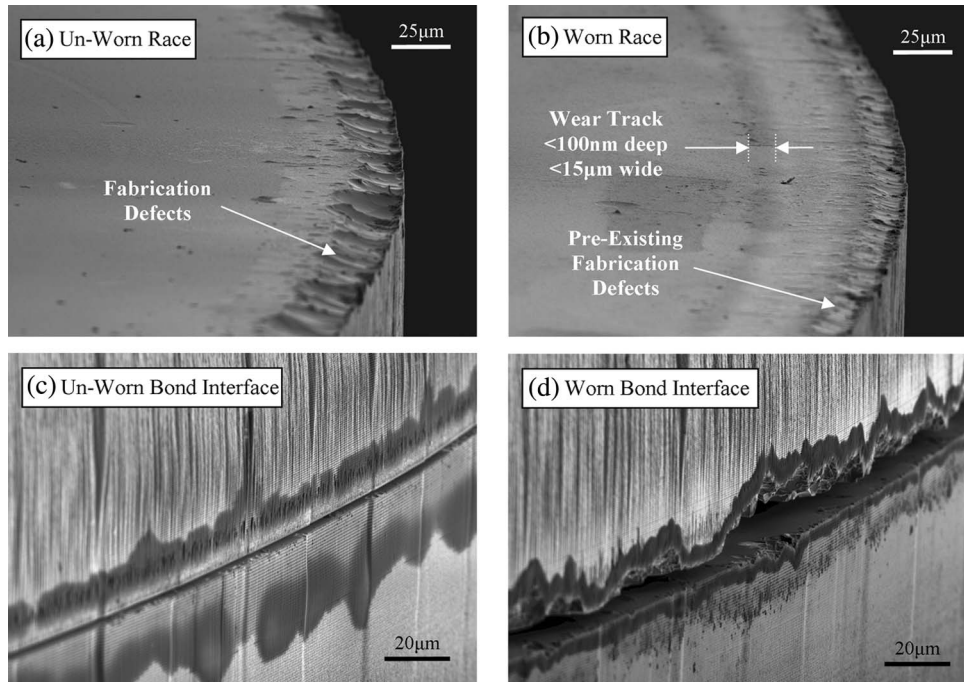 (a) Un-Worn Race
25µm
Fabrication
Defects
(b) Worn Race
25µm
Wear Track
<100nm deep
<15µm wide
Pre-Existing
Fabrication
Defects
(c) Un-Worn Bond Interface
20µm
(d) Worn Bond Interface
20µm